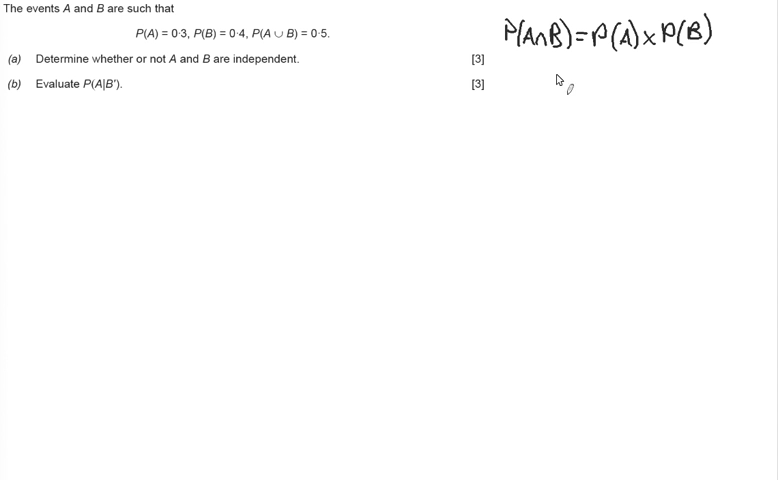 The events A and B are such that
P(A) = 0·3, P(B) = 0·4, P(A ∪ B) = 0·5.
(a) Determine whether or not A and B are independent. [3]
(b) Evaluate P(A|B′). [3]
P(A∩B) = P(A) × P(B)